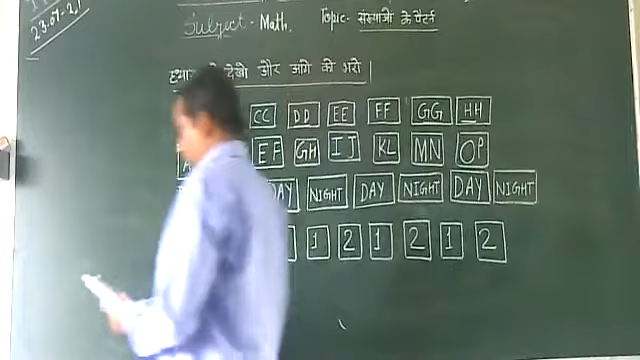 23.07.21
Subject - Math. Topic- संख्याओं के पैटर्न
देखो और आगे को भरो
CC DD EE FF GG HH
EF GH IJ KL MN OP
DAY NIGHT DAY NIGHT DAY NIGHT
1 2 1 2 1 2